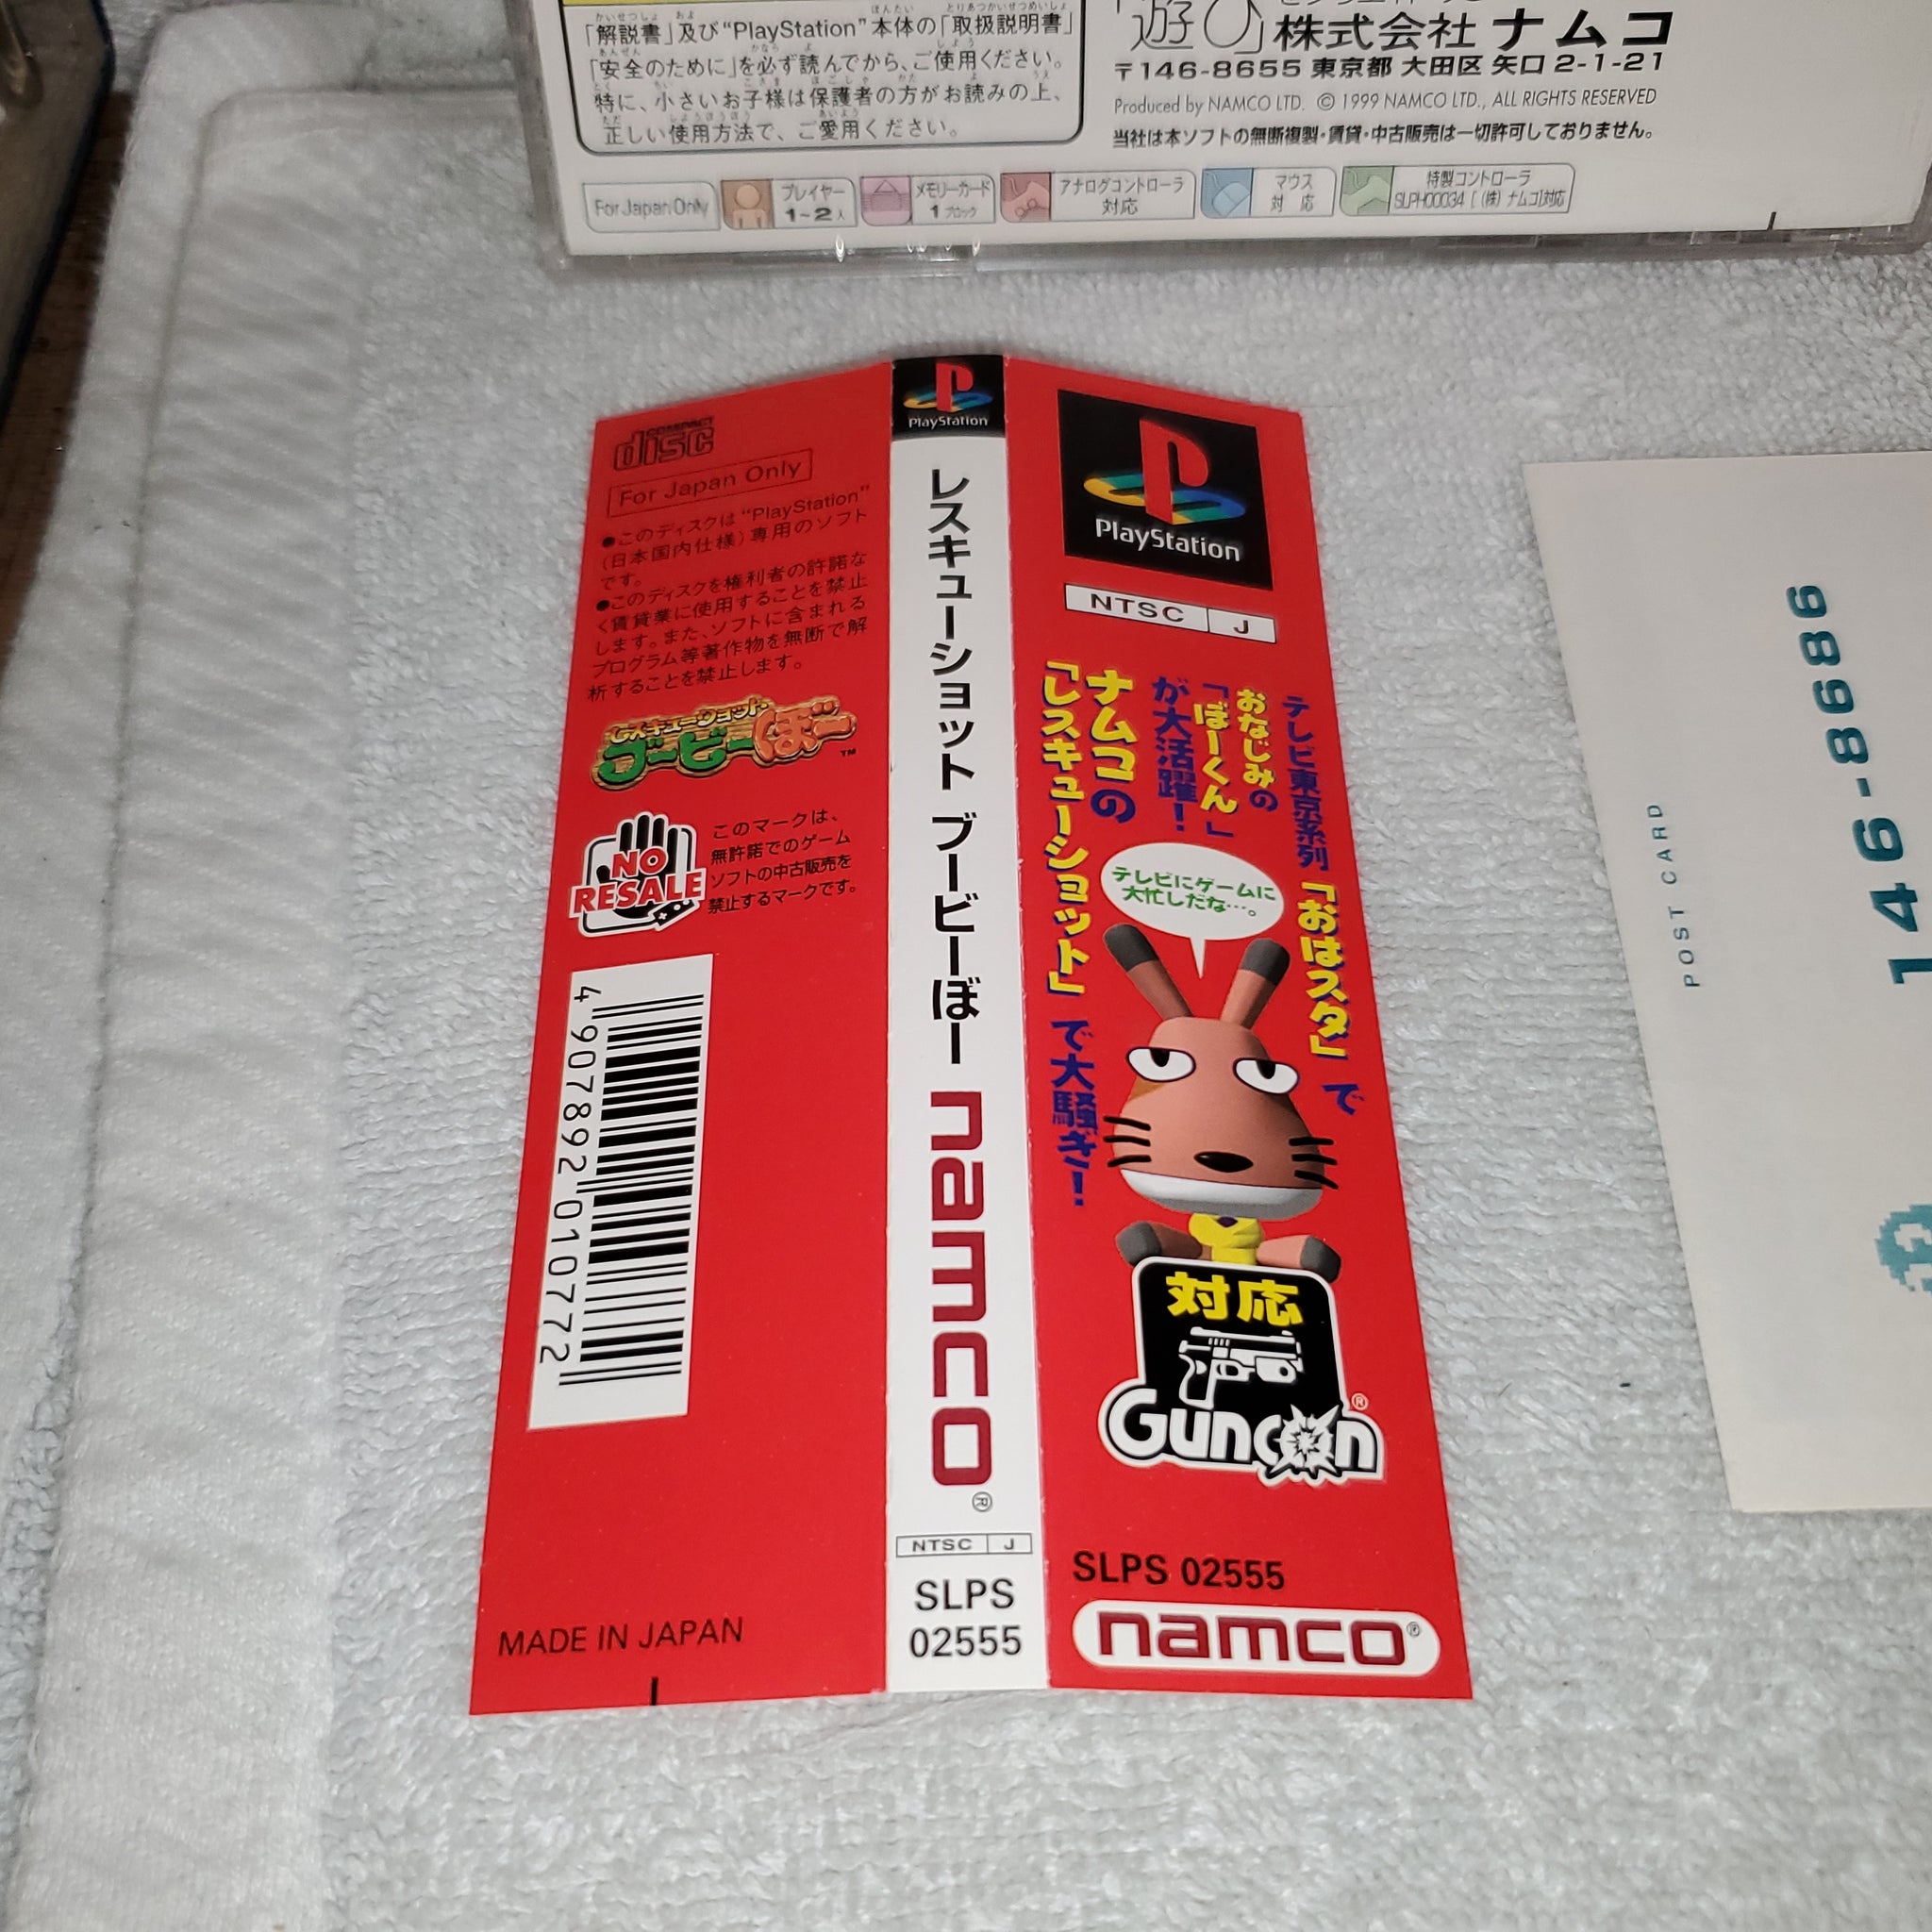 「解説書」及び“PlayStation”本体の「取扱説明書」
「安全のために」を必ず読んでから、ご使用ください。
特に、小さいお子様は保護者の方がお読みの上、
正しい使用方法で、ご愛用ください。
「遊び」
株式会社 ナムコ
〒146-8655 東京都 大田区 矢口 2-1-21
Produced by NAMCO LTD. © 1999 NAMCO LTD., ALL RIGHTS RESERVED
当社は本ソフトの無断複製・賃貸・中古販売は一切許可しておりません。
For Japan Only
プレイヤー
1~2人
メモリーカード
1ブロック
アナログコントローラ
対応
マウス
対応
特製コントローラ
SLPH00034 [ (株) ナムコ]対応
COMPACT
disc
For Japan Only
●このディスクは“PlayStation”
(日本国内仕様)専用のソフト
です。
●このディスクを権利者の許諾な
く賃貸業に使用することを禁止
します。また、ソフトに含まれる
プログラム等著作物を無断で解
析することを禁止します。
レスキューショット
ブービーぼー
™
NO
RESALE
このマークは、
無許諾でのゲーム
ソフトの中古販売を
禁止するマークです。
4 907892 010772
MADE IN JAPAN
PlayStation
レスキューショット ブービーぼー
namco®
NTSC J
SLPS
02555
PlayStation
NTSC J
テレビ東京系列「おはスタ」で
おなじみの
「ぼーくん」
が大活躍!
ナムコの
「レスキューショット」で大騒ぎ!
テレビにゲームに
大忙しだな…。
対応
Guncon®
SLPS 02555
namco®
POST CARD
146-8686